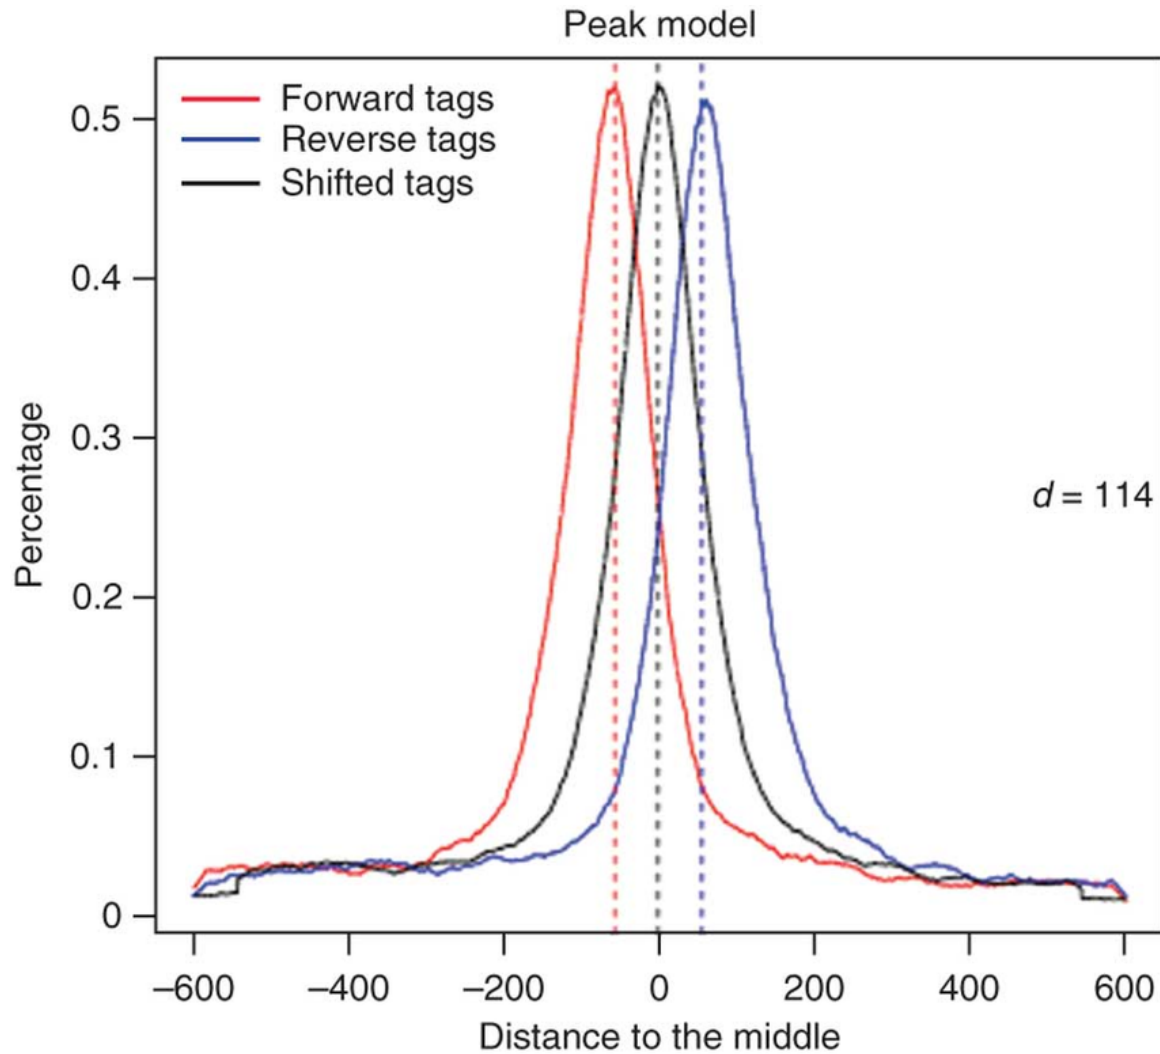 Peak model
Forward tags
Reverse tags
Shifted tags
0.5
0.4
0.3
0.2
0.1
0
Percentage
d = 114
–600
–400
–200
0
200
400
600
Distance to the middle